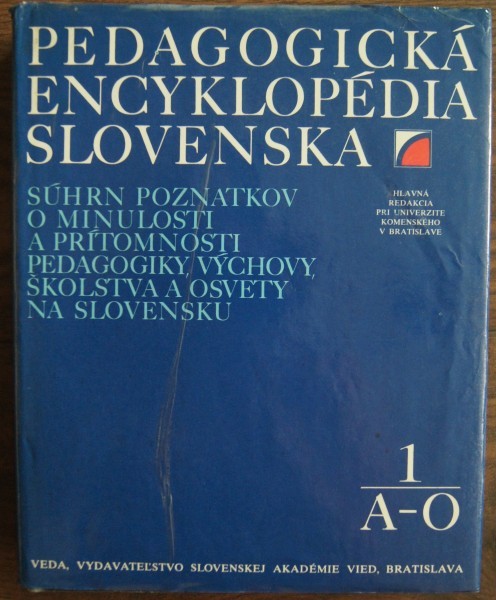 PEDAGOGICKÁ
ENCYKLOPÉDIA
SLOVENSKA
SÚHRN POZNATKOV
O MINULOSTI
A PRÍTOMNOSTI
PEDAGOGIKY, VÝCHOVY,
ŠKOLSTVA A OSVETY
NA SLOVENSKU
HLAVNÁ
REDAKCIA
PRI UNIVERZITE
KOMENSKÉHO
V BRATISLAVE
1
A–O
VEDA, VYDAVATEĽSTVO SLOVENSKEJ AKADÉMIE VIED, BRATISLAVA